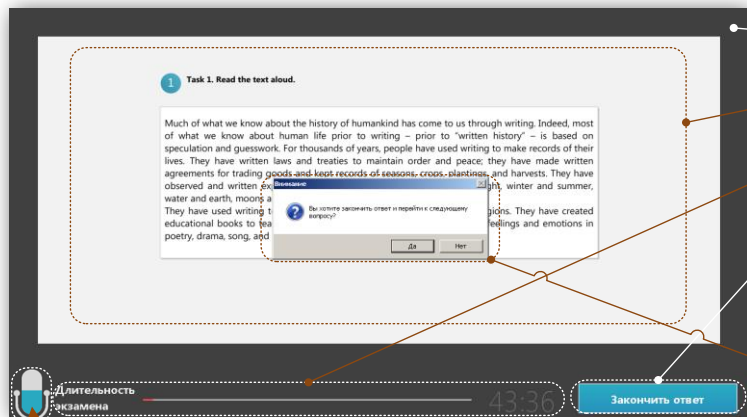 1 Task 1. Read the text aloud.
Much of what we know about the history of humankind has come to us through writing. Indeed, most
of what we know about human life prior to writing – prior to "written history" – is based on
speculation and guesswork. For thousands of years, people have used writing to make records of their
lives. They have written laws and treaties to maintain order and peace; they have made written
agreements for trading goods and kept records of seasons, crops, plantings, and harvests. They have
observed and written winter and summer,
water and earth, moons
They have used writing They have created
educational books to feelings and emotions in
poetry, drama, song, and
Внимание
Вы хотите закончить ответ и перейти к следующему
вопросу?
Да Нет
Длительность
экзамена
43:36
Закончить ответ